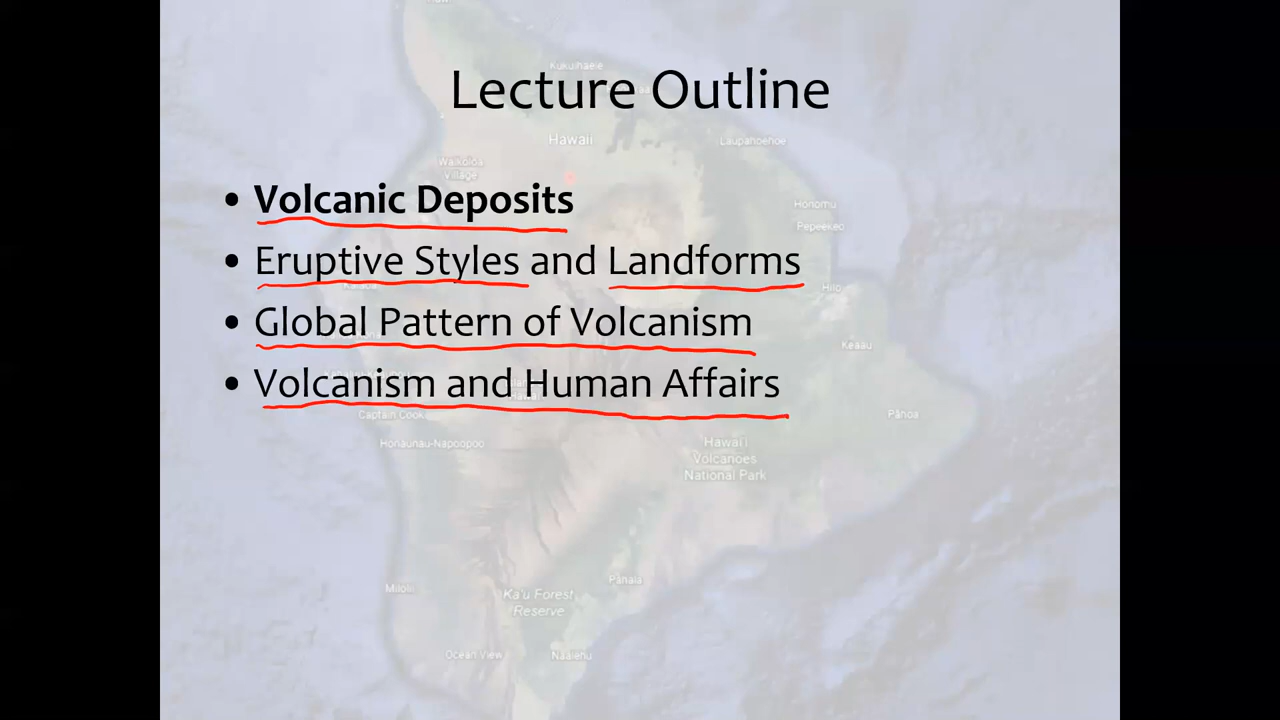 Lecture Outline
• Volcanic Deposits
• Eruptive Styles and Landforms
• Global Pattern of Volcanism
• Volcanism and Human Affairs
Kukuihaele
Hawaii
Laupahoehoe
Waikoloa
Village
Honomu
Pepeekeo
Hilo
Keaau
Captain Cook
Pāhoa
Honaunau-Napoopoo
Hawai'i
Volcanoes
National Park
Milolii
Pahala
Ka'u Forest
Reserve
Ocean View
Naalehu